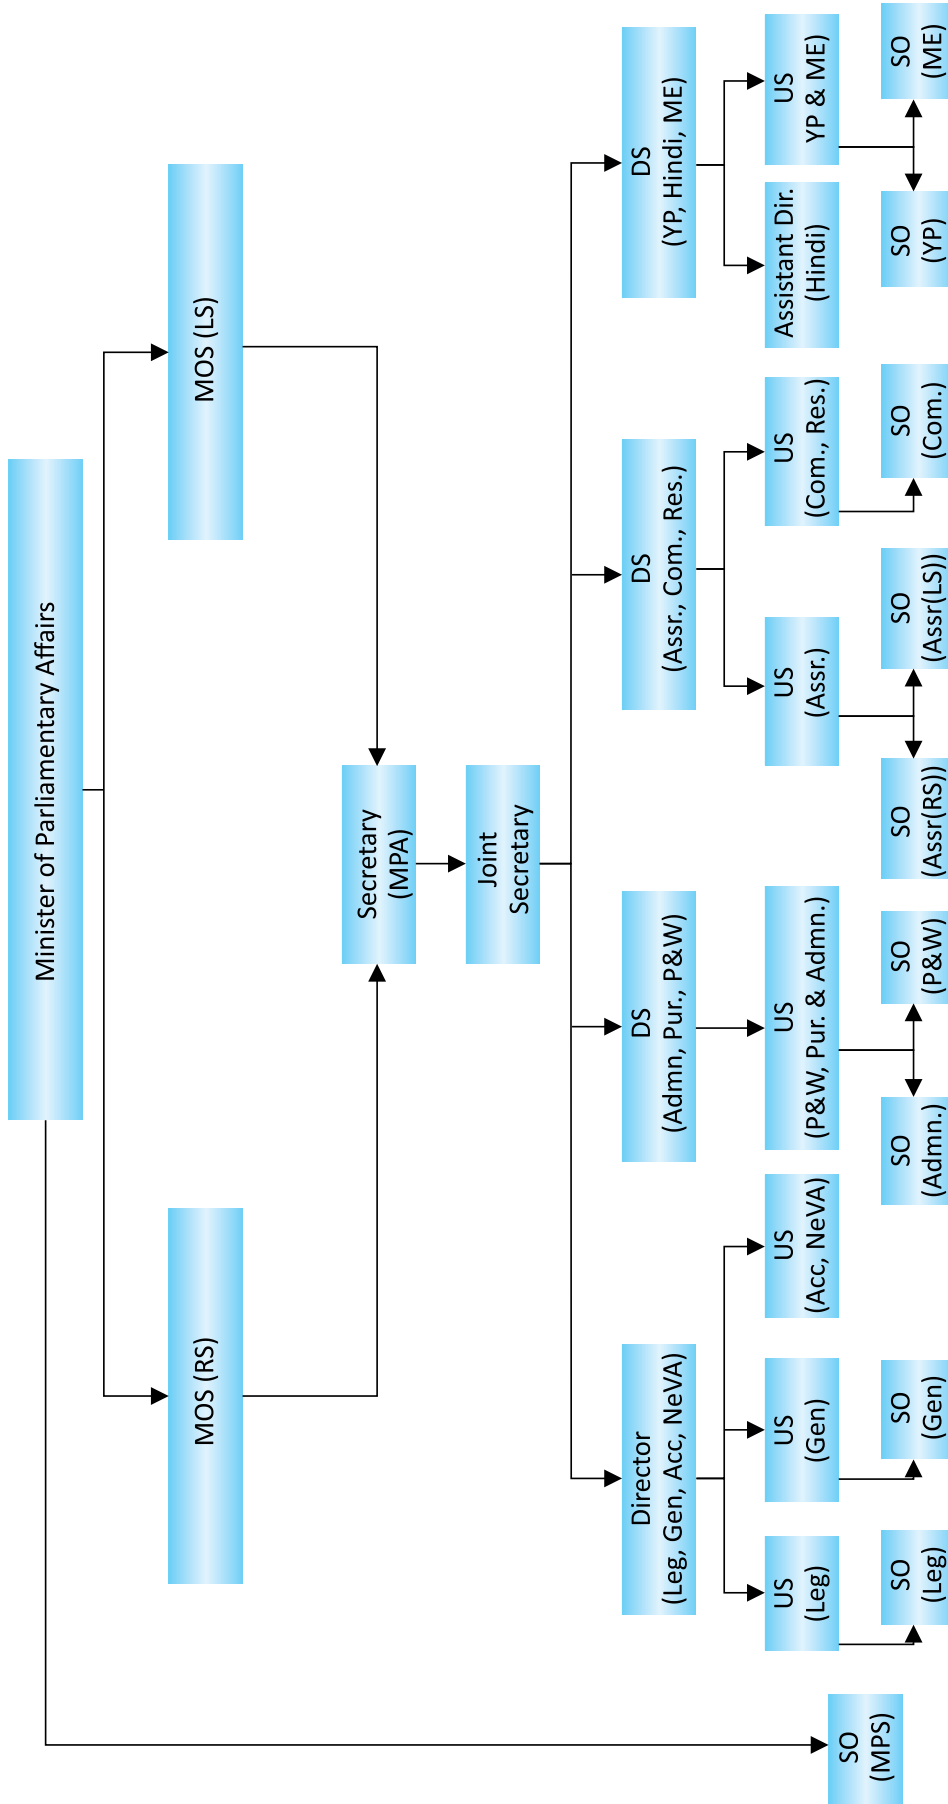 Minister of Parliamentary Affairs
MOS (RS)
MOS (LS)
Secretary
(MPA)
Joint
Secretary
Director
(Leg, Gen, Acc, NeVA)
DS
(Admn, Pur., P&W)
DS
(Assr., Com., Res.)
DS
(YP, Hindi, ME)
US
(Leg)
US
(Gen)
US
(Acc, NeVA)
US
(P&W, Pur. & Admn.)
US
(Assr.)
US
(Com., Res.)
Assistant Dir.
(Hindi)
US
YP & ME)
SO
(MPS)
SO
(Leg)
SO
(Gen)
SO
(Admn.)
SO
(P&W)
SO
(Assr(RS))
SO
(Assr(LS))
SO
(Com.)
SO
(YP)
SO
(ME)